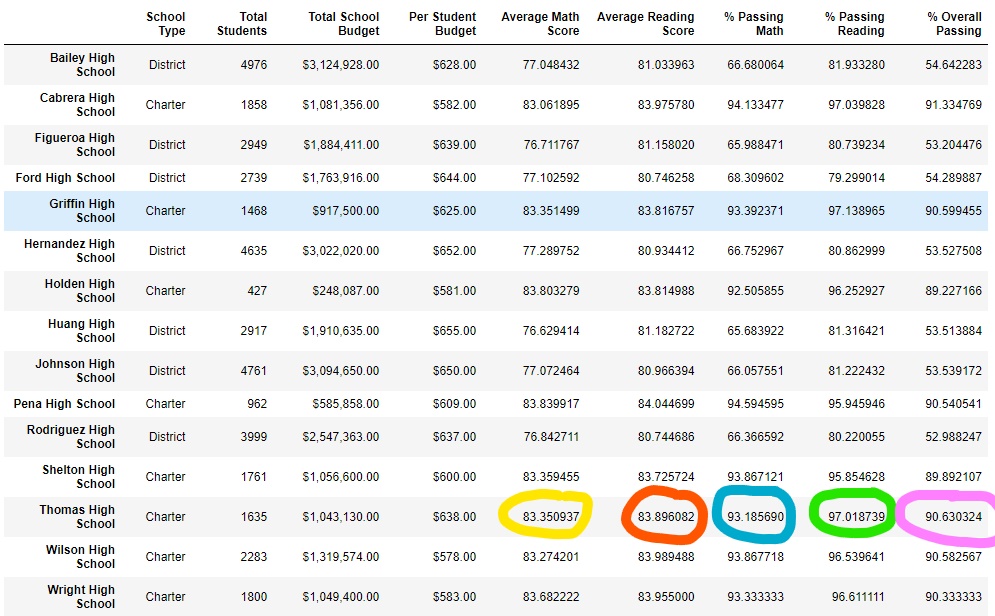 School Type Total Students Total School Budget Per Student Budget Average Math Score Average Reading Score % Passing Math % Passing Reading % Overall Passing
Bailey High School District 4976 $3,124,928.00 $628.00 77.048432 81.033963 66.680064 81.933280 54.642283
Cabrera High School Charter 1858 $1,081,356.00 $582.00 83.061895 83.975780 94.133477 97.039828 91.334769
Figueroa High School District 2949 $1,884,411.00 $639.00 76.711767 81.158020 65.988471 80.739234 53.204476
Ford High School District 2739 $1,763,916.00 $644.00 77.102592 80.746258 68.309602 79.299014 54.289887
Griffin High School Charter 1468 $917,500.00 $625.00 83.351499 83.816757 93.392371 97.138965 90.599455
Hernandez High School District 4635 $3,022,020.00 $652.00 77.289752 80.934412 66.752967 80.862999 53.527508
Holden High School Charter 427 $248,087.00 $581.00 83.803279 83.814988 92.505855 96.252927 89.227166
Huang High School District 2917 $1,910,635.00 $655.00 76.629414 81.182722 65.683922 81.316421 53.513884
Johnson High School District 4761 $3,094,650.00 $650.00 77.072464 80.966394 66.057551 81.222432 53.539172
Pena High School Charter 962 $585,858.00 $609.00 83.839917 84.044699 94.594595 95.945946 90.540541
Rodriguez High School District 3999 $2,547,363.00 $637.00 76.842711 80.744686 66.366592 80.220055 52.988247
Shelton High School Charter 1761 $1,056,600.00 $600.00 83.359455 83.725724 93.867121 95.854628 89.892107
Thomas High School Charter 1635 $1,043,130.00 $638.00 83.350937 83.896082 93.185690 97.018739 90.630324
Wilson High School Charter 2283 $1,319,574.00 $578.00 83.274201 83.989488 93.867718 96.539641 90.582567
Wright High School Charter 1800 $1,049,400.00 $583.00 83.682222 83.955000 93.333333 96.611111 90.333333